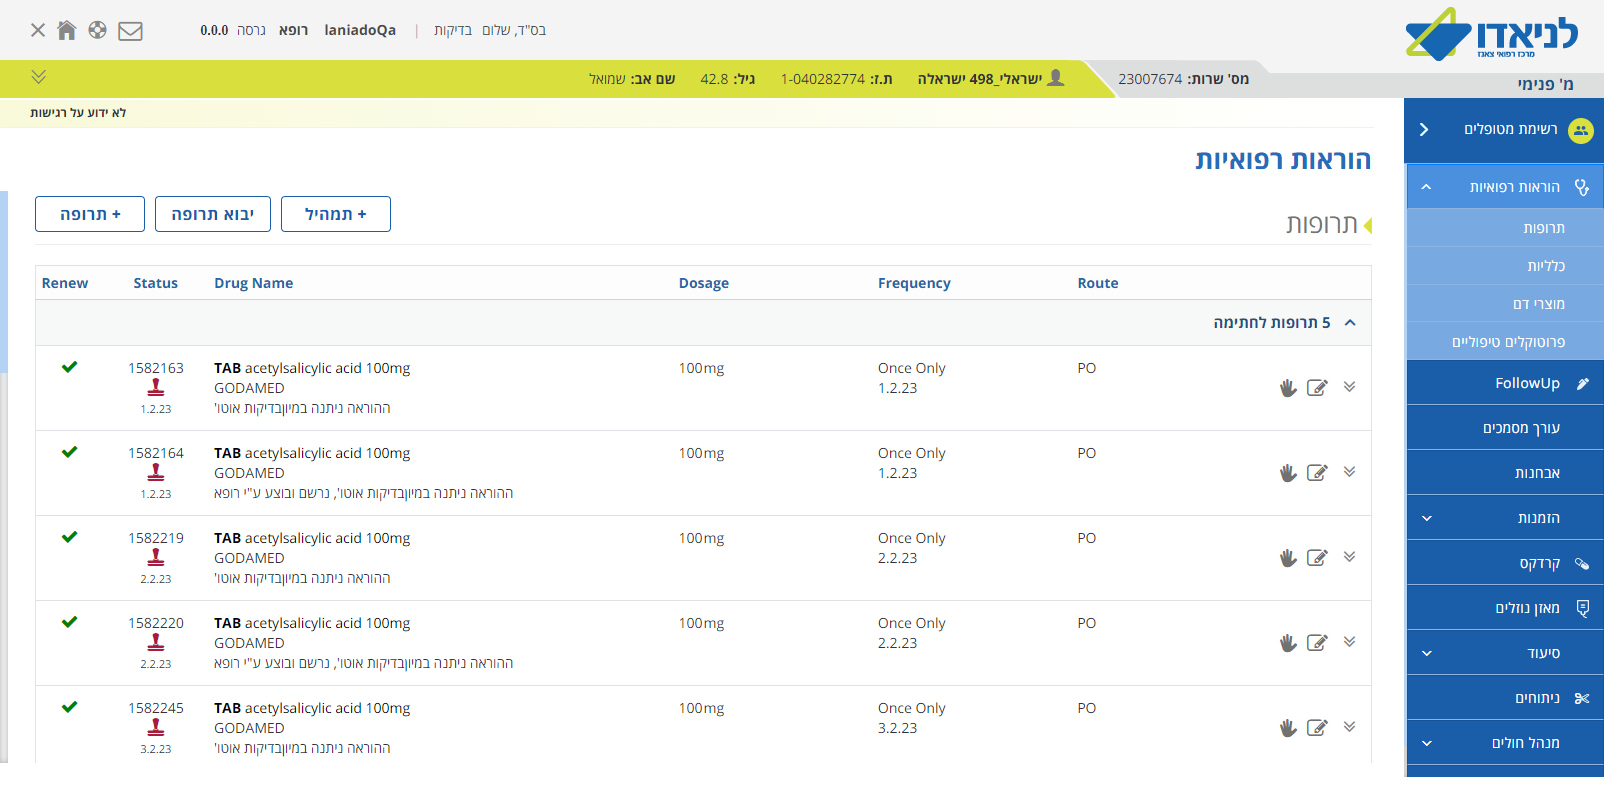 לניאדו
מרכז רפואי צאנז
בס"ד, שלום בדיקות | laniadoQa רופא גרסה 0.0.0
מ' פנימי
מס' שרות: 23007674
ישראלי_498 ישראלה ת.ז: 1-040282774 גיל: 42.8 שם אב: שמואל
לא ידוע על רגישות
רשימת מטופלים
הוראות רפואיות
תרופות
כלליות
מוצרי דם
פרוטוקלים טיפוליים
FollowUp
עורך מסמכים
אבחנות
הזמנות
קרדקס
מאזן נוזלים
סיעוד
ניתוחים
מנהל חולים
הוראות רפואיות
תרופות
+ תמהיל
יבוא תרופה
+ תרופה
Renew Status Drug Name Dosage Frequency Route
5 תרופות לחתימה
1582163 TAB acetylsalicylic acid 100mg 100mg Once Only PO
GODAMED 1.2.23
1.2.23 ההוראה ניתנה במיוןבדיקות אוטו'
1582164 TAB acetylsalicylic acid 100mg 100mg Once Only PO
GODAMED 1.2.23
1.2.23 ההוראה ניתנה במיוןבדיקות אוטו', נרשם ובוצע ע"י רופא
1582219 TAB acetylsalicylic acid 100mg 100mg Once Only PO
GODAMED 2.2.23
2.2.23 ההוראה ניתנה במיוןבדיקות אוטו'
1582220 TAB acetylsalicylic acid 100mg 100mg Once Only PO
GODAMED 2.2.23
2.2.23 ההוראה ניתנה במיוןבדיקות אוטו', נרשם ובוצע ע"י רופא
1582245 TAB acetylsalicylic acid 100mg 100mg Once Only PO
GODAMED 3.2.23
3.2.23 ההוראה ניתנה במיוןבדיקות אוטו'